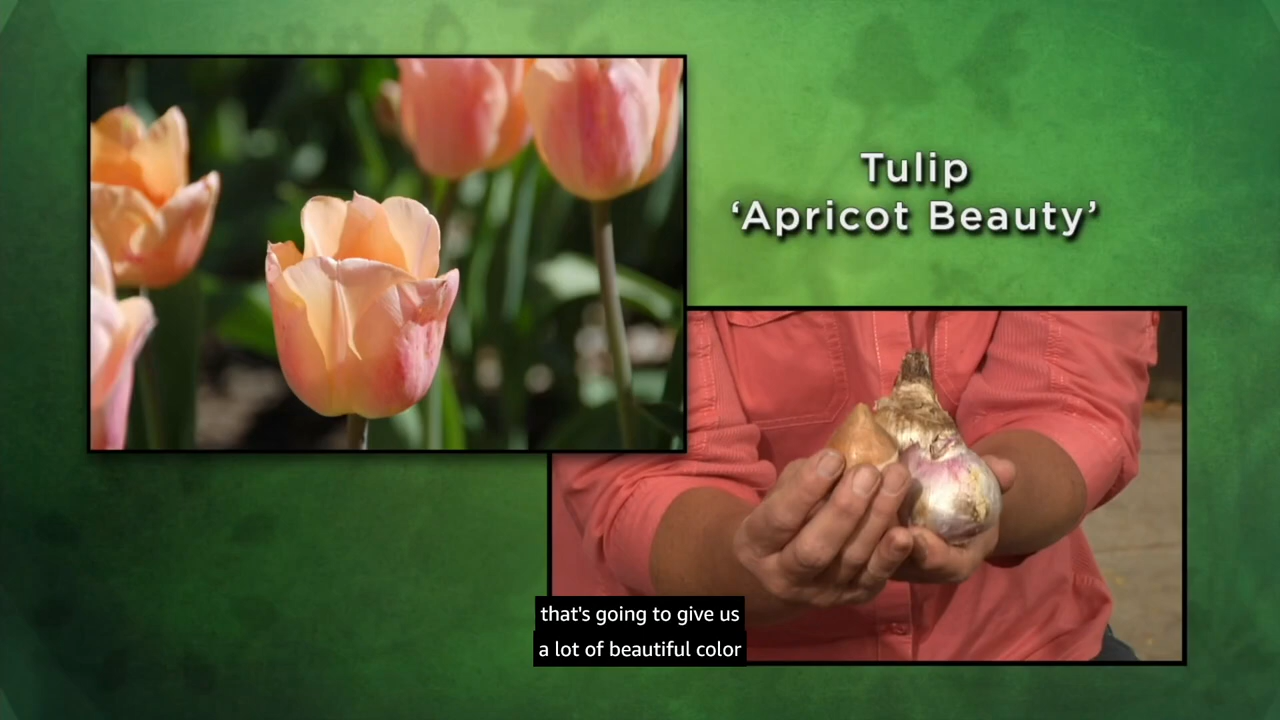 Tulip
‘Apricot Beauty’
that's going to give us
a lot of beautiful color